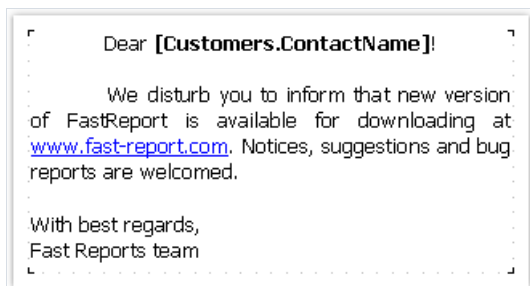 Dear [Customers.ContactName]!
We disturb you to inform that new version
of FastReport is available for downloading at
www.fast-report.com. Notices, suggestions and bug
reports are welcomed.
With best regards,
Fast Reports team